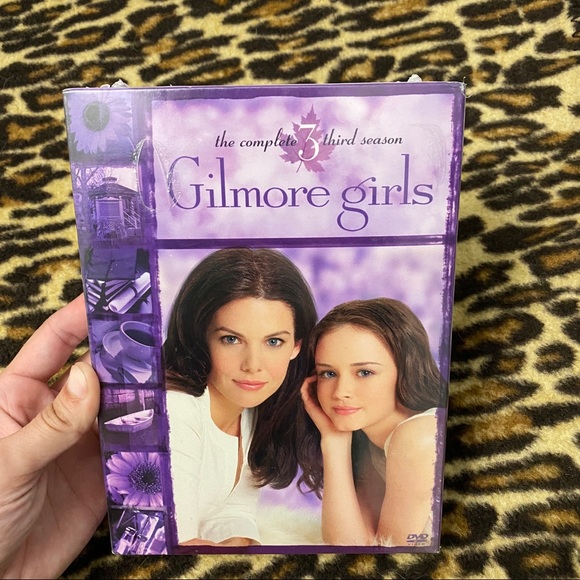 the complete 3 third season
Gilmore girls
DVD